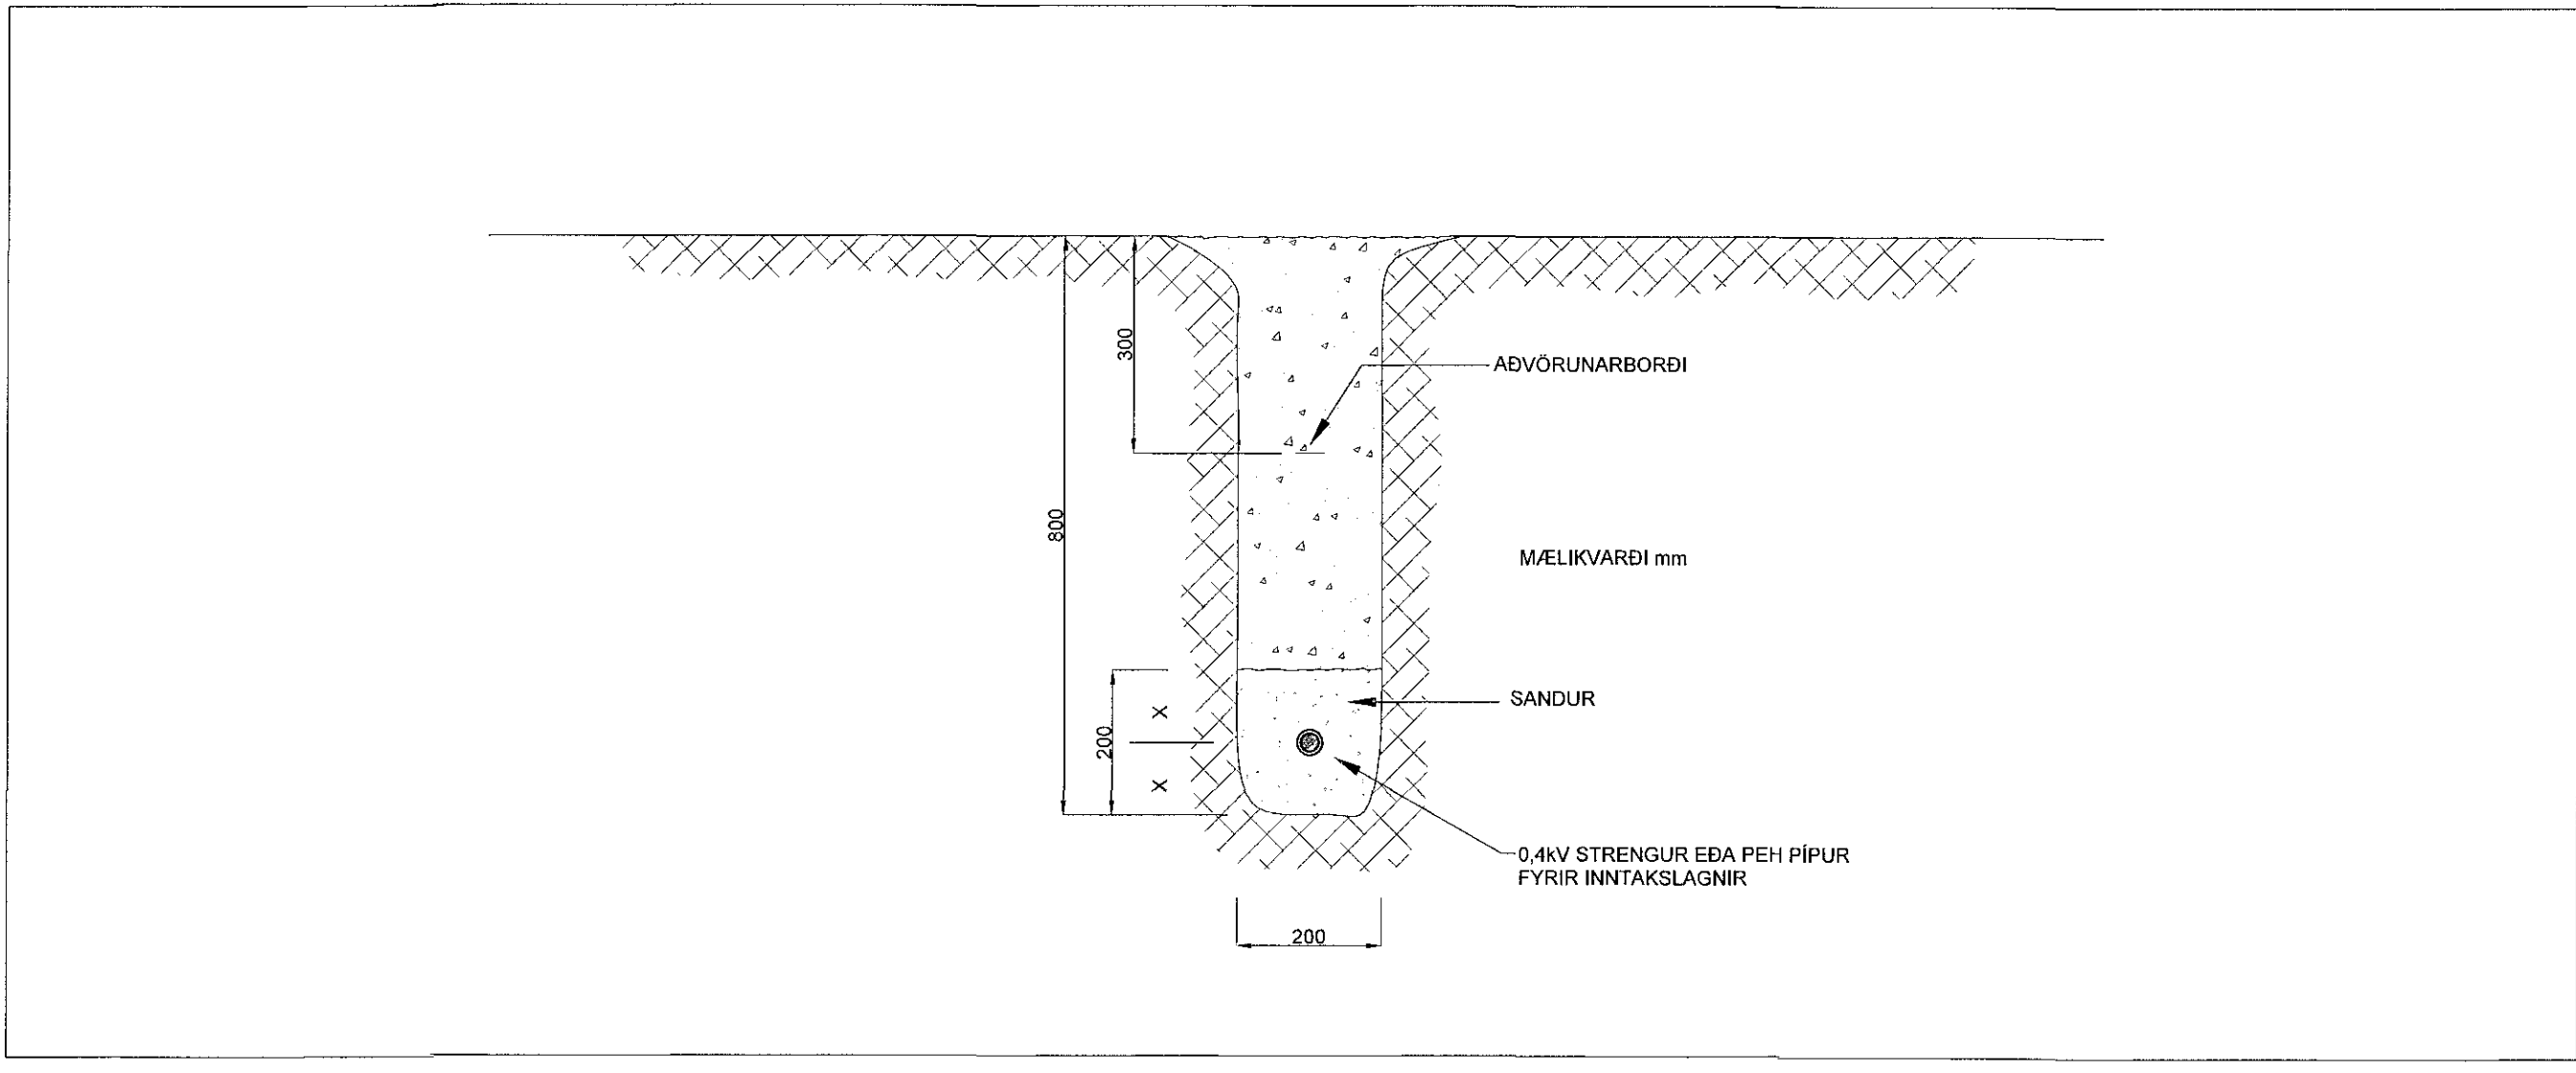 300
AÐVÖRUNARBORÐI
800
MÆLIKVARÐI mm
SANDUR
X
200
X
0,4kV STRENGUR EÐA PEH PÍPUR
FYRIR INNTAKSLAGNIR
200